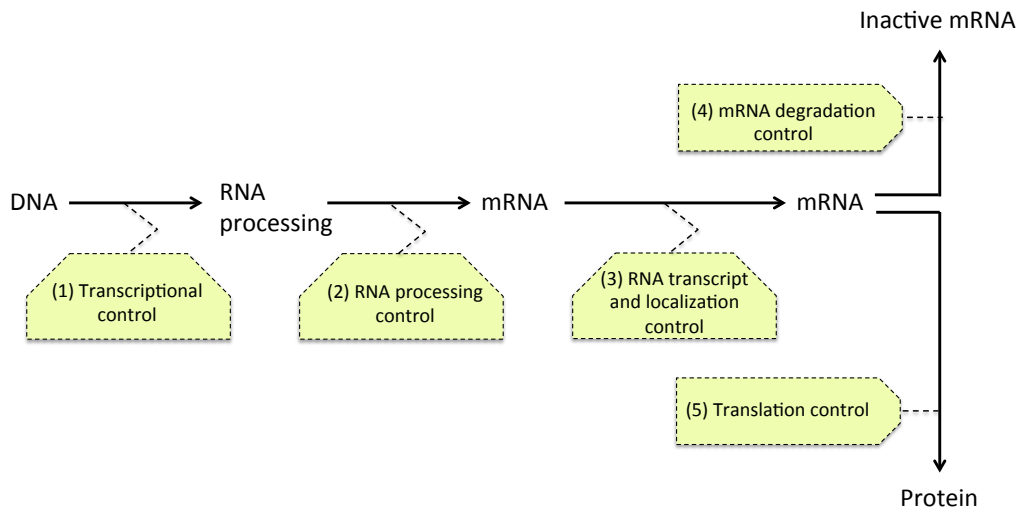 Inactive mRNA
(4) mRNA degradation
control
DNA
RNA
processing
mRNA
mRNA
(1) Transcriptional
control
(2) RNA processing
control
(3) RNA transcript
and localization
control
(5) Translation control
Protein